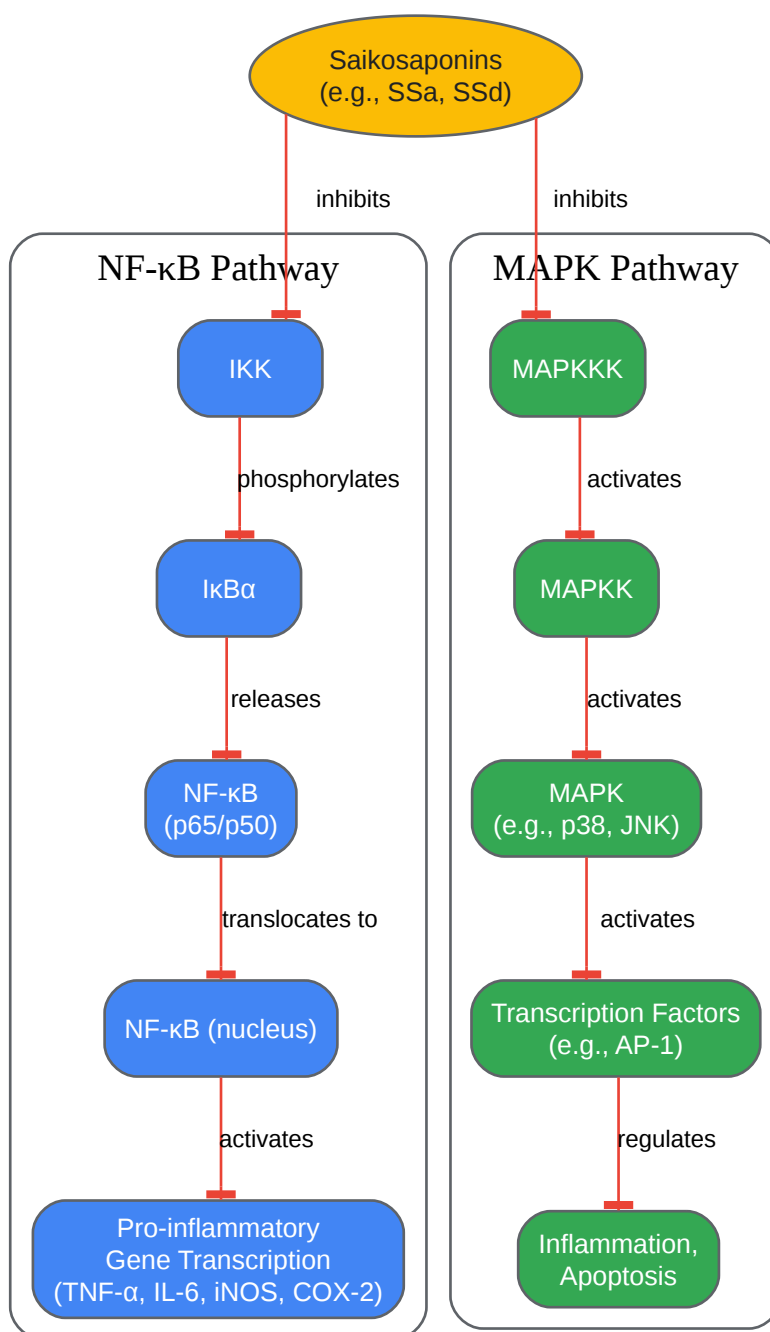 Saikosaponins
(e.g., SSa, SSd)
inhibits
inhibits
NF-κB Pathway
IKK
phosphorylates
IκBα
releases
NF-κB
(p65/p50)
translocates to
NF-κB (nucleus)
activates
Pro-inflammatory
Gene Transcription
(TNF-α, IL-6, iNOS, COX-2)
MAPK Pathway
MAPKKK
activates
MAPKK
activates
MAPK
(e.g., p38, JNK)
activates
Transcription Factors
(e.g., AP-1)
regulates
Inflammation,
Apoptosis